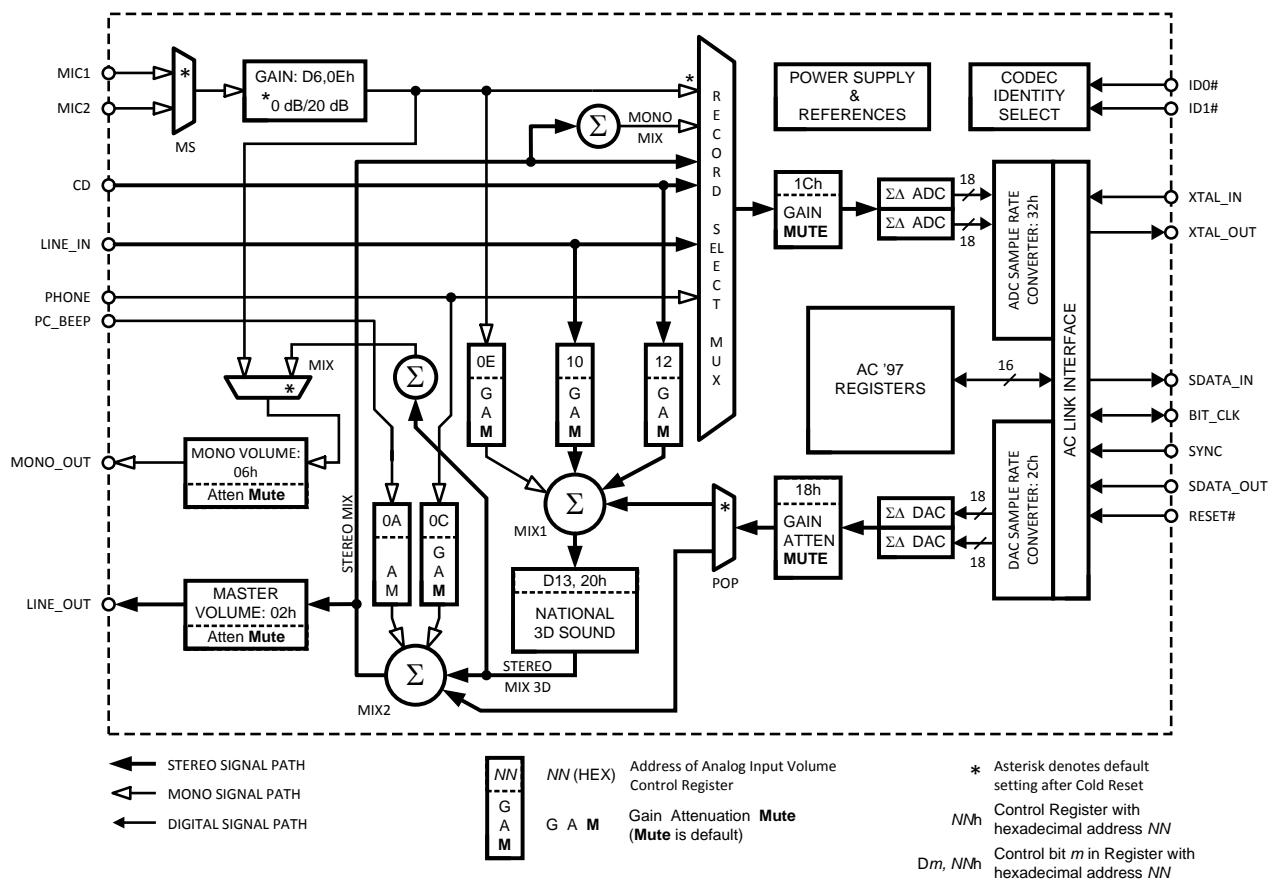 MIC1
MIC2
*
MS
GAIN: D6,0Eh
*0 dB/20 dB
*
Σ
MONO
MIX
RECORD SELECT MUX
POWER SUPPLY
&
REFERENCES
CODEC
IDENTITY
SELECT
ID0#
ID1#
CD
LINE_IN
PHONE
PC_BEEP
1Ch
GAIN
MUTE
ΣΔ ADC
ΣΔ ADC
18
18
ADC SAMPLE RATE
CONVERTER: 32h
AC LINK INTERFACE
XTAL_IN
XTAL_OUT
MIX
*
Σ
0E
G
A
M
10
G
A
M
12
G
A
M
AC '97
REGISTERS
16
SDATA_IN
BIT_CLK
SYNC
SDATA_OUT
RESET#
MONO_OUT
MONO VOLUME:
06h
Atten Mute
STEREO MIX
0A
A
M
0C
G
A
M
Σ
MIX1
*
POP
18h
GAIN
ATTEN
MUTE
ΣΔ DAC
ΣΔ DAC
18
18
DAC SAMPLE RATE
CONVERTER: 2Ch
LINE_OUT
MASTER
VOLUME: 02h
Atten Mute
D13, 20h
NATIONAL
3D SOUND
Σ
MIX2
STEREO
MIX 3D
STEREO SIGNAL PATH
MONO SIGNAL PATH
DIGITAL SIGNAL PATH
NN
G
A
M
NN (HEX)
Address of Analog Input Volume
Control Register
G A M
Gain Attenuation Mute
(Mute is default)
* Asterisk denotes default
setting after Cold Reset
NNh Control Register with
hexadecimal address NN
Dm, NNh Control bit m in Register with
hexadecimal address NN